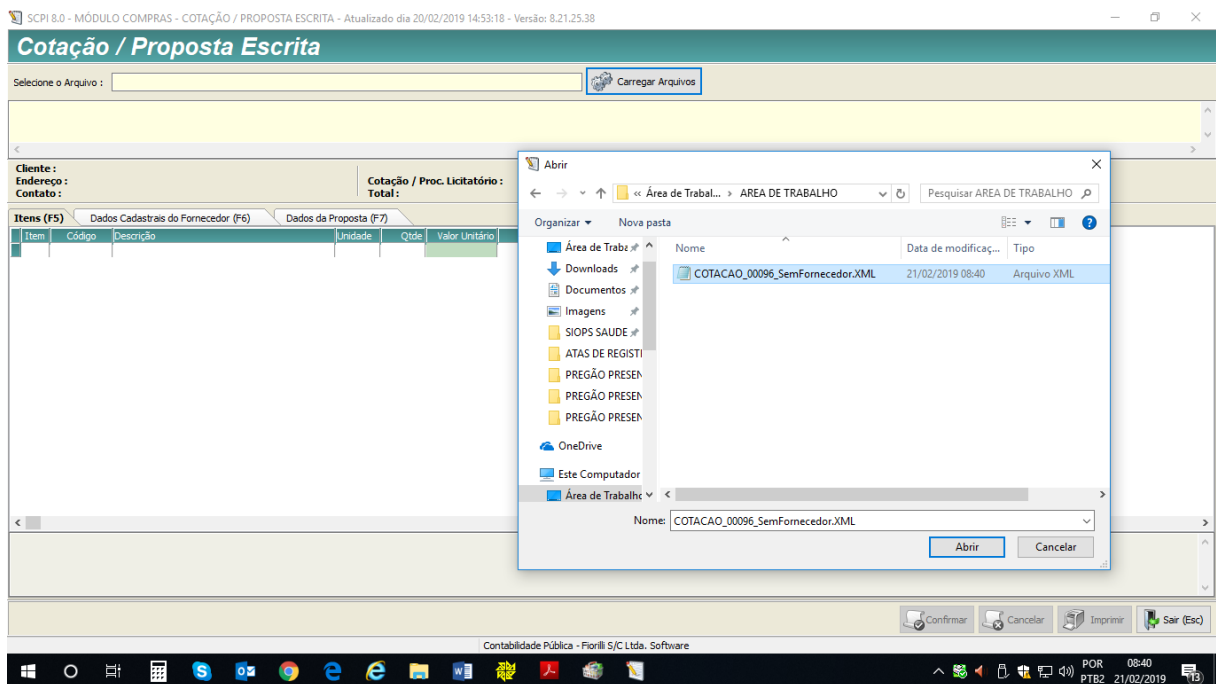 SCPI 8.0 - MÓDULO COMPRAS - COTAÇÃO / PROPOSTA ESCRITA - Atualizado dia 20/02/2019 14:53:18 - Versão: 8.21.25.38
Cotação / Proposta Escrita
Selecione o Arquivo :
Carregar Arquivos
Cliente :
Endereço :
Contato :
Cotação / Proc. Licitatório :
Total :
Itens (F5)
Dados Cadastrais do Fornecedor (F6)
Dados da Proposta (F7)
Item Código Descrição Unidade Qtde Valor Unitário
Abrir
« Área de Trabal... › AREA DE TRABALHO
Pesquisar AREA DE TRABALHO
Organizar
Nova pasta
Nome Data de modificaç... Tipo
COTACAO_00096_SemFornecedor.XML 21/02/2019 08:40 Arquivo XML
Área de Traba
Downloads
Documentos
Imagens
SIOPS SAUDE
ATAS DE REGISTI
PREGÃO PRESEN
PREGÃO PRESEN
PREGÃO PRESEN
OneDrive
Este Computador
Área de Trabalho
Nome: COTACAO_00096_SemFornecedor.XML
Abrir
Cancelar
Confirmar
Cancelar
Imprimir
Sair (Esc)
Contabilidade Pública - Fiorilli S/C Ltda. Software
POR 08:40
PTB2 21/02/2019
13